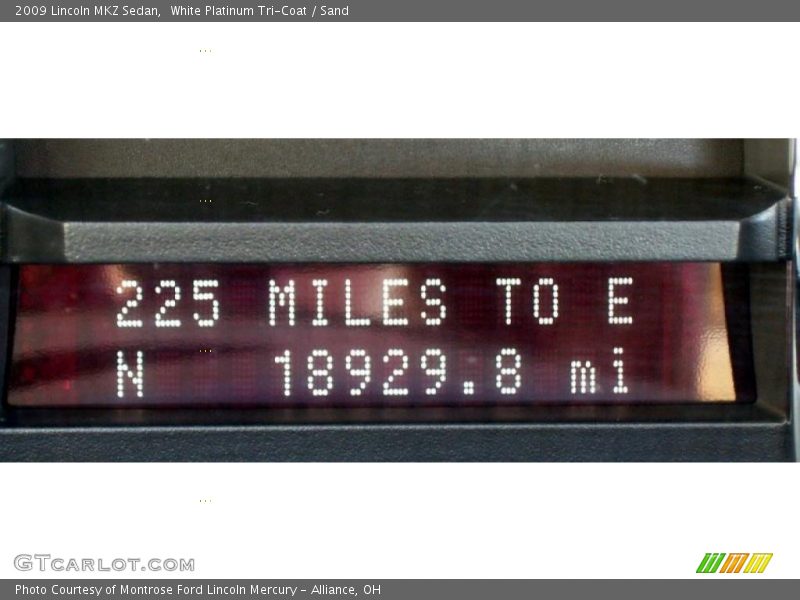 2009 Lincoln MKZ Sedan,  White Platinum Tri-Coat / Sand
...
...
225 MILES TO E
...
N 18929.8 mi
...
GTCARLOT.COM
Photo Courtesy of Montrose Ford Lincoln Mercury - Alliance, OH